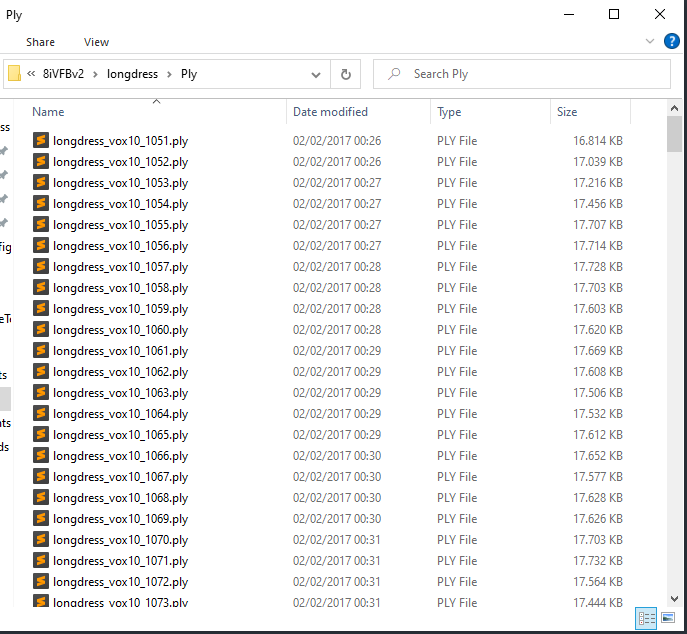 Ply
Share View
?
« 8iVFBv2 > longdress > Ply Search Ply
Name Date modified Type Size
ss
longdress_vox10_1051.ply 02/02/2017 00:26 PLY File 16.814 KB
longdress_vox10_1052.ply 02/02/2017 00:26 PLY File 17.039 KB
longdress_vox10_1053.ply 02/02/2017 00:27 PLY File 17.216 KB
longdress_vox10_1054.ply 02/02/2017 00:27 PLY File 17.456 KB
longdress_vox10_1055.ply 02/02/2017 00:27 PLY File 17.707 KB
fig longdress_vox10_1056.ply 02/02/2017 00:27 PLY File 17.714 KB
longdress_vox10_1057.ply 02/02/2017 00:28 PLY File 17.728 KB
longdress_vox10_1058.ply 02/02/2017 00:28 PLY File 17.703 KB
longdress_vox10_1059.ply 02/02/2017 00:28 PLY File 17.603 KB
longdress_vox10_1060.ply 02/02/2017 00:28 PLY File 17.620 KB
longdress_vox10_1061.ply 02/02/2017 00:29 PLY File 17.669 KB
ts longdress_vox10_1062.ply 02/02/2017 00:29 PLY File 17.608 KB
longdress_vox10_1063.ply 02/02/2017 00:29 PLY File 17.506 KB
longdress_vox10_1064.ply 02/02/2017 00:29 PLY File 17.532 KB
nts
longdress_vox10_1065.ply 02/02/2017 00:29 PLY File 17.612 KB
ds
longdress_vox10_1066.ply 02/02/2017 00:30 PLY File 17.652 KB
longdress_vox10_1067.ply 02/02/2017 00:30 PLY File 17.577 KB
longdress_vox10_1068.ply 02/02/2017 00:30 PLY File 17.628 KB
longdress_vox10_1069.ply 02/02/2017 00:30 PLY File 17.626 KB
longdress_vox10_1070.ply 02/02/2017 00:31 PLY File 17.703 KB
longdress_vox10_1071.ply 02/02/2017 00:31 PLY File 17.732 KB
longdress_vox10_1072.ply 02/02/2017 00:31 PLY File 17.564 KB
longdress_vox10_1073.ply 02/02/2017 00:31 PLY File 17.444 KB